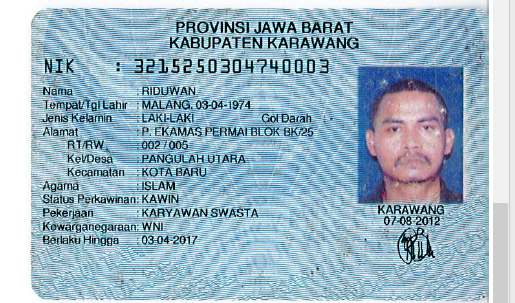 PROVINSI JAWA BARAT
KABUPATEN KARAWANG
NIK : 3215250304740003
Nama : RIDUWAN
Tempat/Tgl Lahir : MALANG, 03-04-1974
Jenis Kelamin : LAKI-LAKI Gol Darah : -
Alamat : P. EKAMAS PERMAI BLOK BK/25
RT/RW : 002 / 005
Kel/Desa : PANGULAH UTARA
Kecamatan : KOTA BARU
Agama : ISLAM
Status Perkawinan: KAWIN
Pekerjaan : KARYAWAN SWASTA
Kewarganegaraan: WNI
Berlaku Hingga : 03-04-2017
KARAWANG
07-08-2012